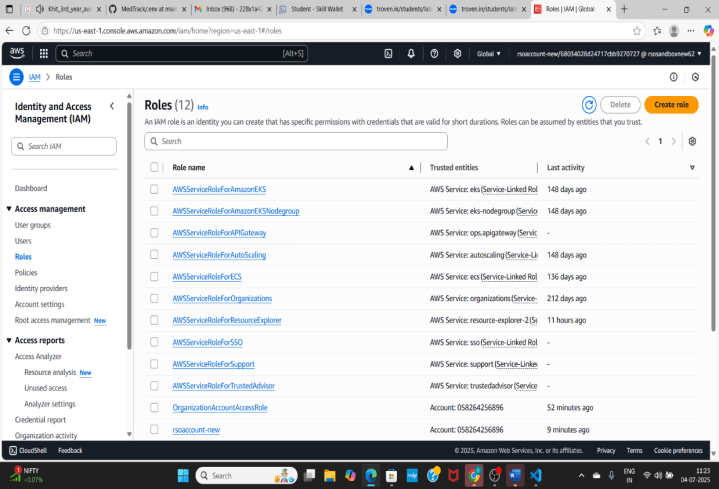 Khit_3rd_year_av
MedTrack/.env at mai
Inbox (968) - 228x1a42
Student - Skill Wallet
troven.in/students/lab
troven.in/students/lab
Roles | IAM | Global
https://us-east-1.console.aws.amazon.com/iam/home?region=us-east-1#/roles
aws
Search
[Alt+S]
Global
rsoaccount-new/68034028d24717cbb9270727 @ rsosandboxnew62
IAM > Roles
Identity and Access Management (IAM)
Search IAM
Dashboard
Access management
User groups
Users
Roles
Policies
Identity providers
Account settings
Root access management New
Access reports
Access Analyzer
Resource analysis New
Unused access
Analyzer settings
Credential report
Organization activity
Roles (12) Info
Delete
Create role
An IAM role is an identity you can create that has specific permissions with credentials that are valid for short durations. Roles can be assumed by entities that you trust.
Search
1
Role name Trusted entities Last activity
AWSServiceRoleForAmazonEKS AWS Service: eks (Service-Linked Rol 148 days ago
AWSServiceRoleForAmazonEKSNodegroup AWS Service: eks-nodegroup (Service 148 days ago
AWSServiceRoleForAPIGateway AWS Service: ops.apigateway (Servic -
AWSServiceRoleForAutoScaling AWS Service: autoscaling (Service-Li 148 days ago
AWSServiceRoleForECS AWS Service: ecs (Service-Linked Rol 136 days ago
AWSServiceRoleForOrganizations AWS Service: organizations (Service- 212 days ago
AWSServiceRoleForResourceExplorer AWS Service: resource-explorer-2 (Se 11 hours ago
AWSServiceRoleForSSO AWS Service: sso (Service-Linked Rol -
AWSServiceRoleForSupport AWS Service: support (Service-Linke -
AWSServiceRoleForTrustedAdvisor AWS Service: trustedadvisor (Service -
OrganizationAccountAccessRole Account: 058264256896 52 minutes ago
rsoaccount-new Account: 058264256896 9 minutes ago
CloudShell Feedback
© 2025, Amazon Web Services, Inc. or its affiliates. Privacy Terms Cookie preferences
NIFTY
+0.07%
Search
ENG
IN
11:23
04-07-2025